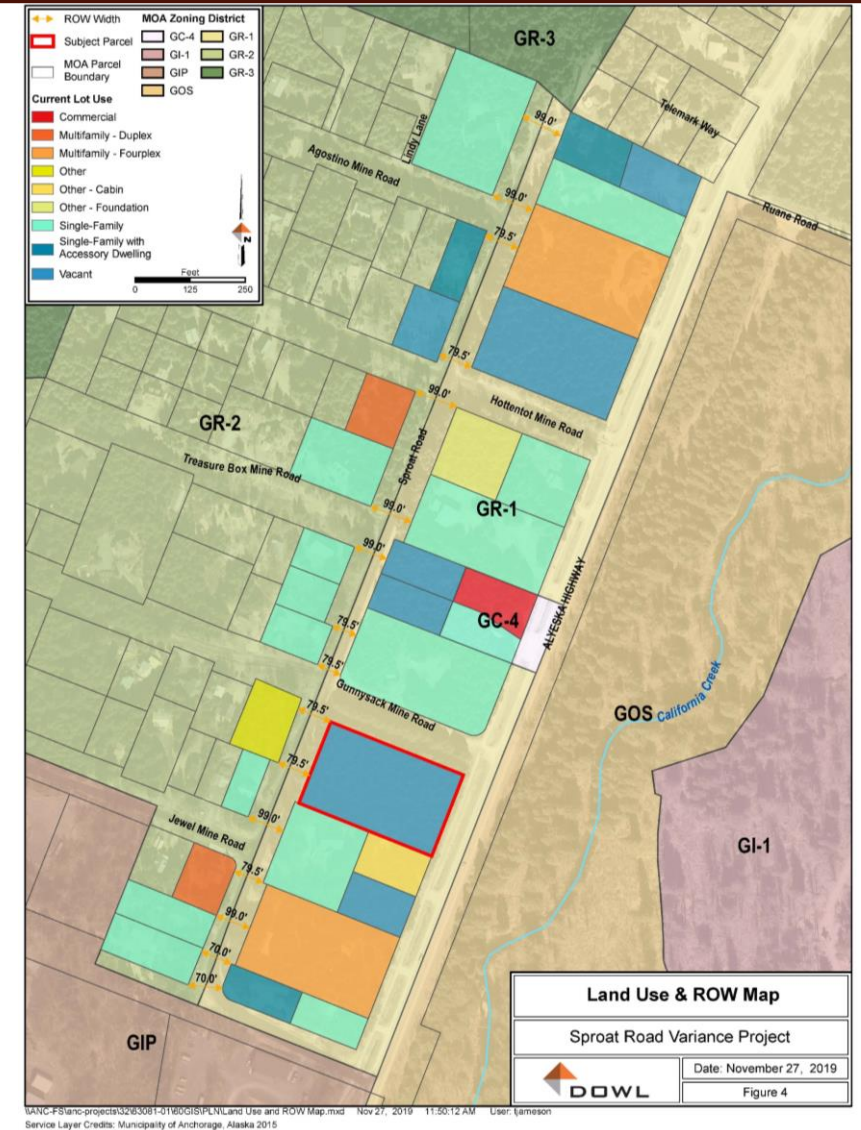 ROW Width
Subject Parcel
MOA Parcel
Boundary
MOA Zoning District
GC-4
GI-1
GIP
GOS
GR-1
GR-2
GR-3
Current Lot Use
Commercial
Multifamily - Duplex
Multifamily - Fourplex
Other
Other - Cabin
Other - Foundation
Single-Family
Single-Family with
Accessory Dwelling
Vacant
N
Feet
0 125 250
GR-3
Telemark Way
Lindy Lane
99.0'
Agostino Mine Road
99.0'
Ruane Road
79.5'
79.5'
99.0'
Hottentot Mine Road
GR-2
Sproat Road
Treasure Box Mine Road
99.0'
GR-1
99.0'
ALYESKA HIGHWAY
GC-4
79.5'
79.5'
Gunnysack Mine Road
79.5'
GOS
California Creek
79.5'
99.0'
Jewel Mine Road
GI-1
79.5'
99.0'
70.0'
70.0'
GIP
Land Use & ROW Map
Sproat Road Variance Project
DOWL
Date: November 27, 2019
Figure 4
\\ANC-FS\anc-projects\32\63081-01\60GIS\PLN\Land Use and ROW Map.mxd Nov 27, 2019 11:50:12 AM User: tjameson
Service Layer Credits: Municipality of Anchorage, Alaska 2015